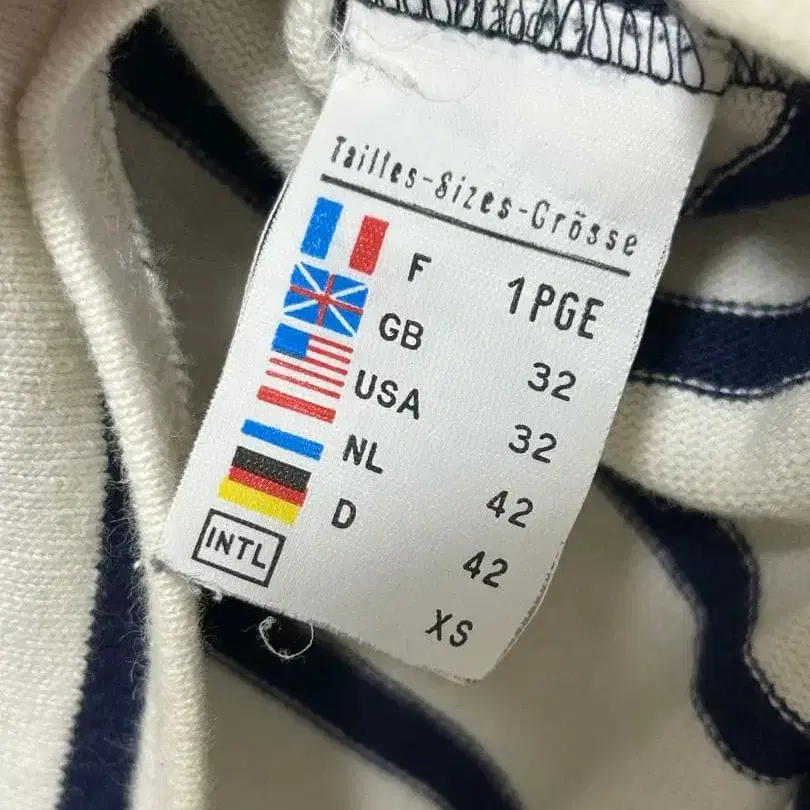 Tailles-Sizes-Grösse
F 1PGE
GB 32
USA 32
NL 42
D 42
INTL XS